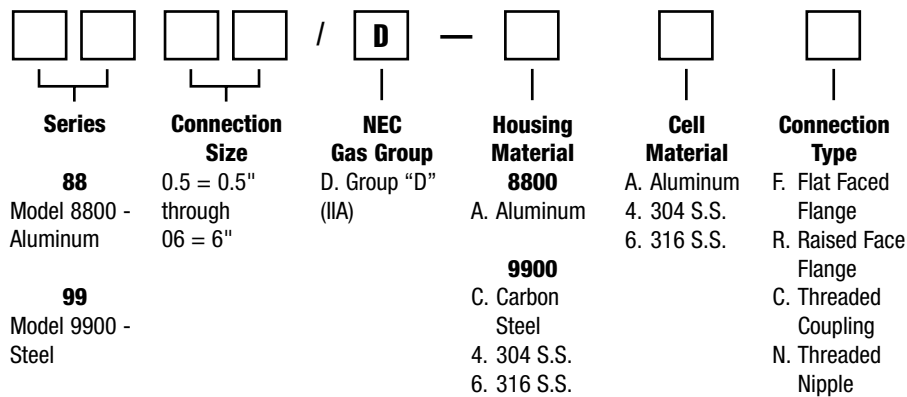 / D —
Series
88
Model 8800 -
Aluminum
99
Model 9900 -
Steel
Connection
Size
0.5 = 0.5"
through
06 = 6"
NEC
Gas Group
D. Group “D”
(IIA)
Housing
Material
8800
A. Aluminum
9900
C. Carbon
Steel
4. 304 S.S.
6. 316 S.S.
Cell
Material
A. Aluminum
4. 304 S.S.
6. 316 S.S.
Connection
Type
F. Flat Faced
Flange
R. Raised Face
Flange
C. Threaded
Coupling
N. Threaded
Nipple